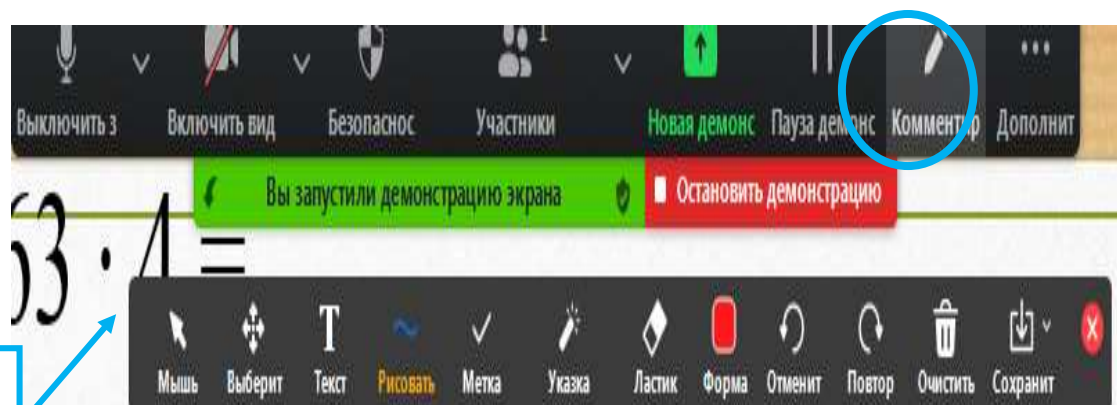 1
Выключить з Включить вид Безопаснос Участники Новая демонс Пауза демонс Комментир Дополнит
Вы запустили демонстрацию экрана Остановить демонстрацию
63 · 4 =
Мышь Выберит Текст Рисовать Метка Указка Ластик Форма Отменит Повтор Очистить Сохранит